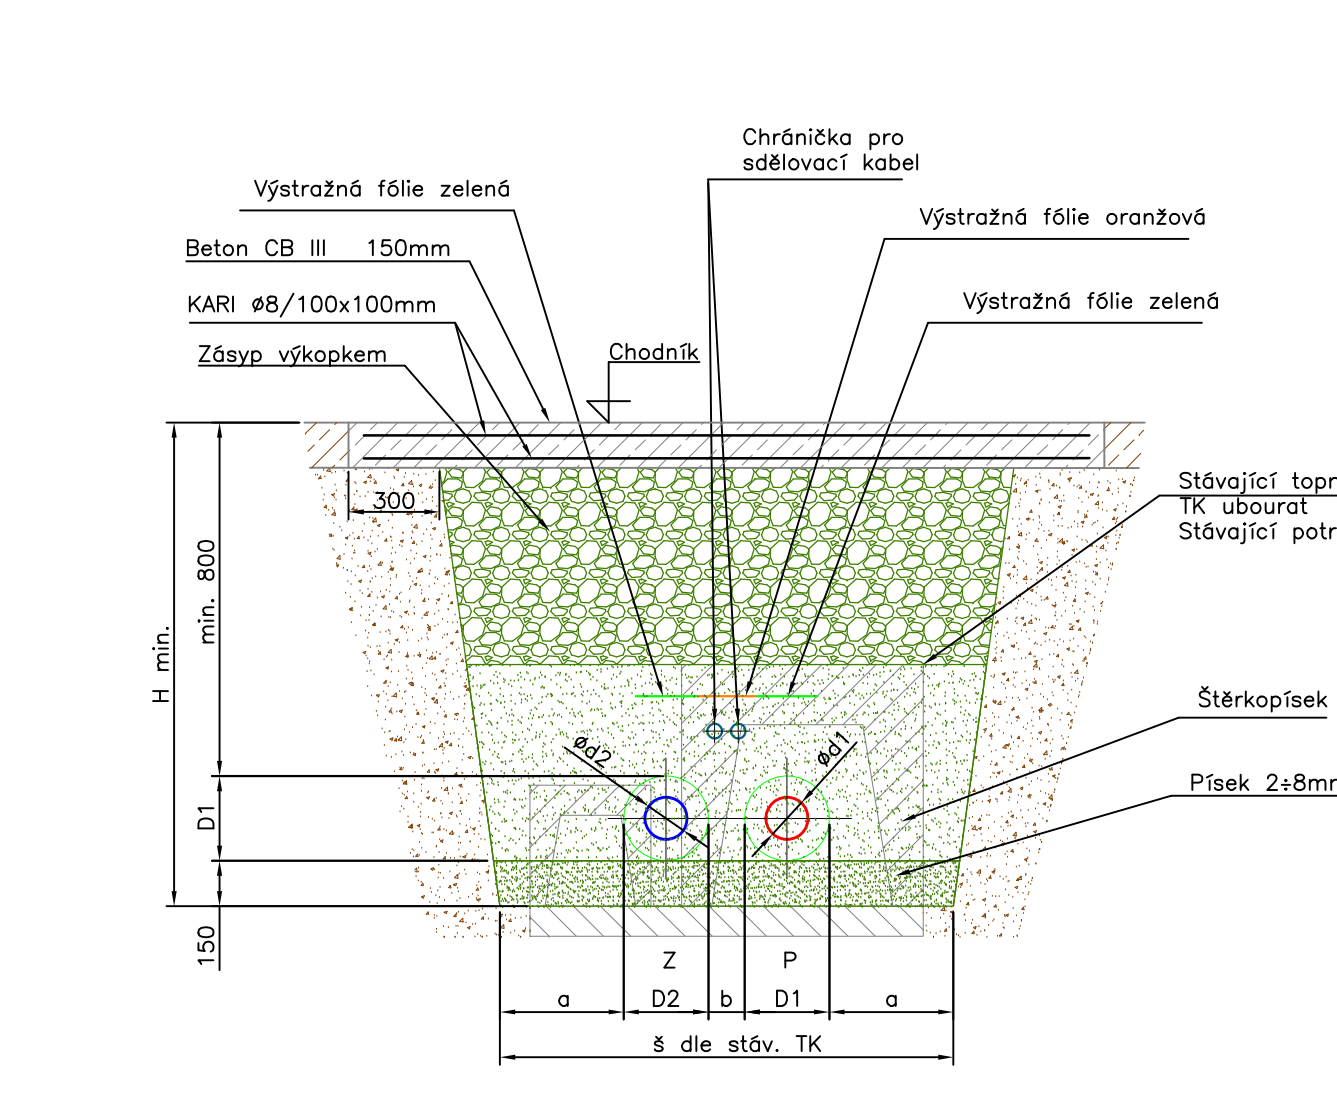 Chránička pro
sdělovací kabel
Výstražná fólie zelená
Výstražná fólie oranžová
Beton CB III 150mm
KARI ø8/100x100mm
Výstražná fólie zelená
Zásyp výkopkem
Chodník
300
min. 800
H min.
Stávající
TK ubourat
Stávající
Štěrkopísek
Písek 2÷8mm
ød2
ød1
D1
150
Z
P
a
D2
b
D1
a
š dle stáv. TK